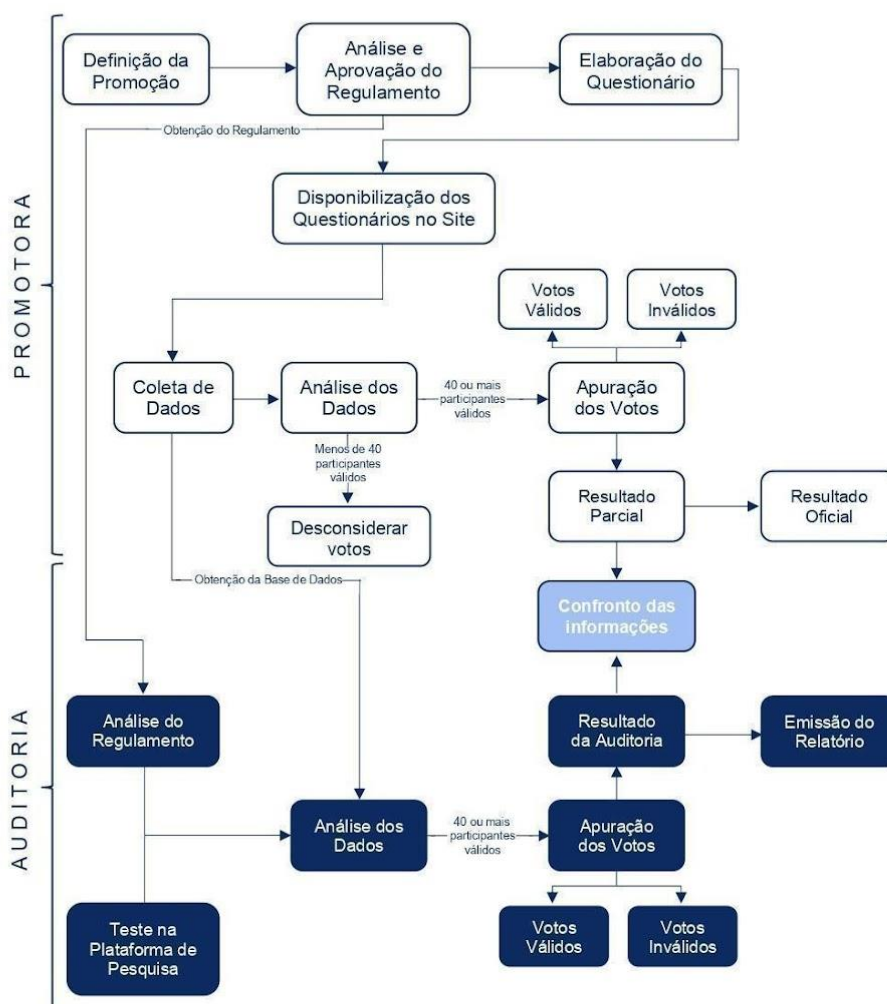 PROMOTORA
Definição da
Promoção
Análise e
Aprovação do
Regulamento
Elaboração do
Questionário
Obtenção do Regulamento
Disponibilização dos
Questionários no Site
Votos
Válidos
Votos
Inválidos
Coleta de
Dados
Análise dos
Dados
40 ou mais
participantes
válidos
Apuração
dos Votos
Menos de 40
participantes
válidos
Desconsiderar
votos
Resultado
Parcial
Resultado
Oficial
Obtenção da Base de Dados
Confronto das
informações
AUDITORIA
Análise do
Regulamento
Resultado
da Auditoria
Emissão do
Relatório
Análise dos
Dados
40 ou mais
participantes
válidos
Apuração
dos Votos
Teste na
Plataforma de
Pesquisa
Votos
Válidos
Votos
Inválidos